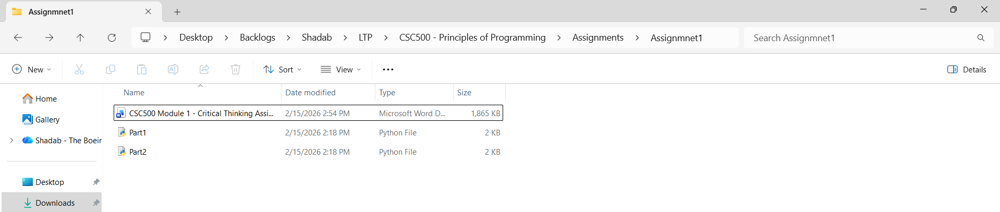 Assignmnet1
Desktop > Backlogs > Shadab > LTP > CSC500 - Principles of Programming > Assignments > Assignmnet1
Search Assignmnet1
New
Sort
View
Details
Name Date modified Type Size
Home
Gallery
Shadab - The Boeir
Desktop
Downloads
CSC500 Module 1 - Critical Thinking Assi... 2/15/2026 2:54 PM Microsoft Word D... 1,865 KB
Part1 2/15/2026 2:18 PM Python File 2 KB
Part2 2/15/2026 2:18 PM Python File 2 KB